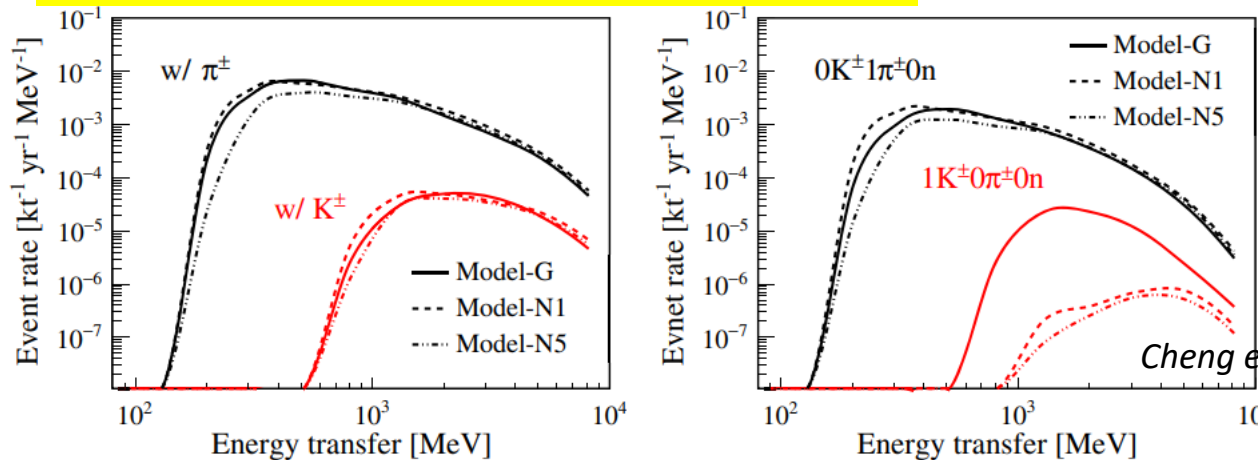 Event rate [kt⁻¹ yr⁻¹ MeV⁻¹]
10⁻¹
10⁻²
10⁻³
10⁻⁴
10⁻⁵
10⁻⁶
10⁻⁷
w/ π±
w/ K±
Model-G
Model-N1
Model-N5
10²
10³
10⁴
Energy transfer [MeV]
Evnet rate [kt⁻¹ yr⁻¹ MeV⁻¹]
10⁻¹
10⁻²
10⁻³
10⁻⁴
10⁻⁵
10⁻⁶
10⁻⁷
0K±1π±0n
Model-G
Model-N1
Model-N5
1K±0π±0n
Cheng e
10²
10³
10
Energy transfer [MeV]